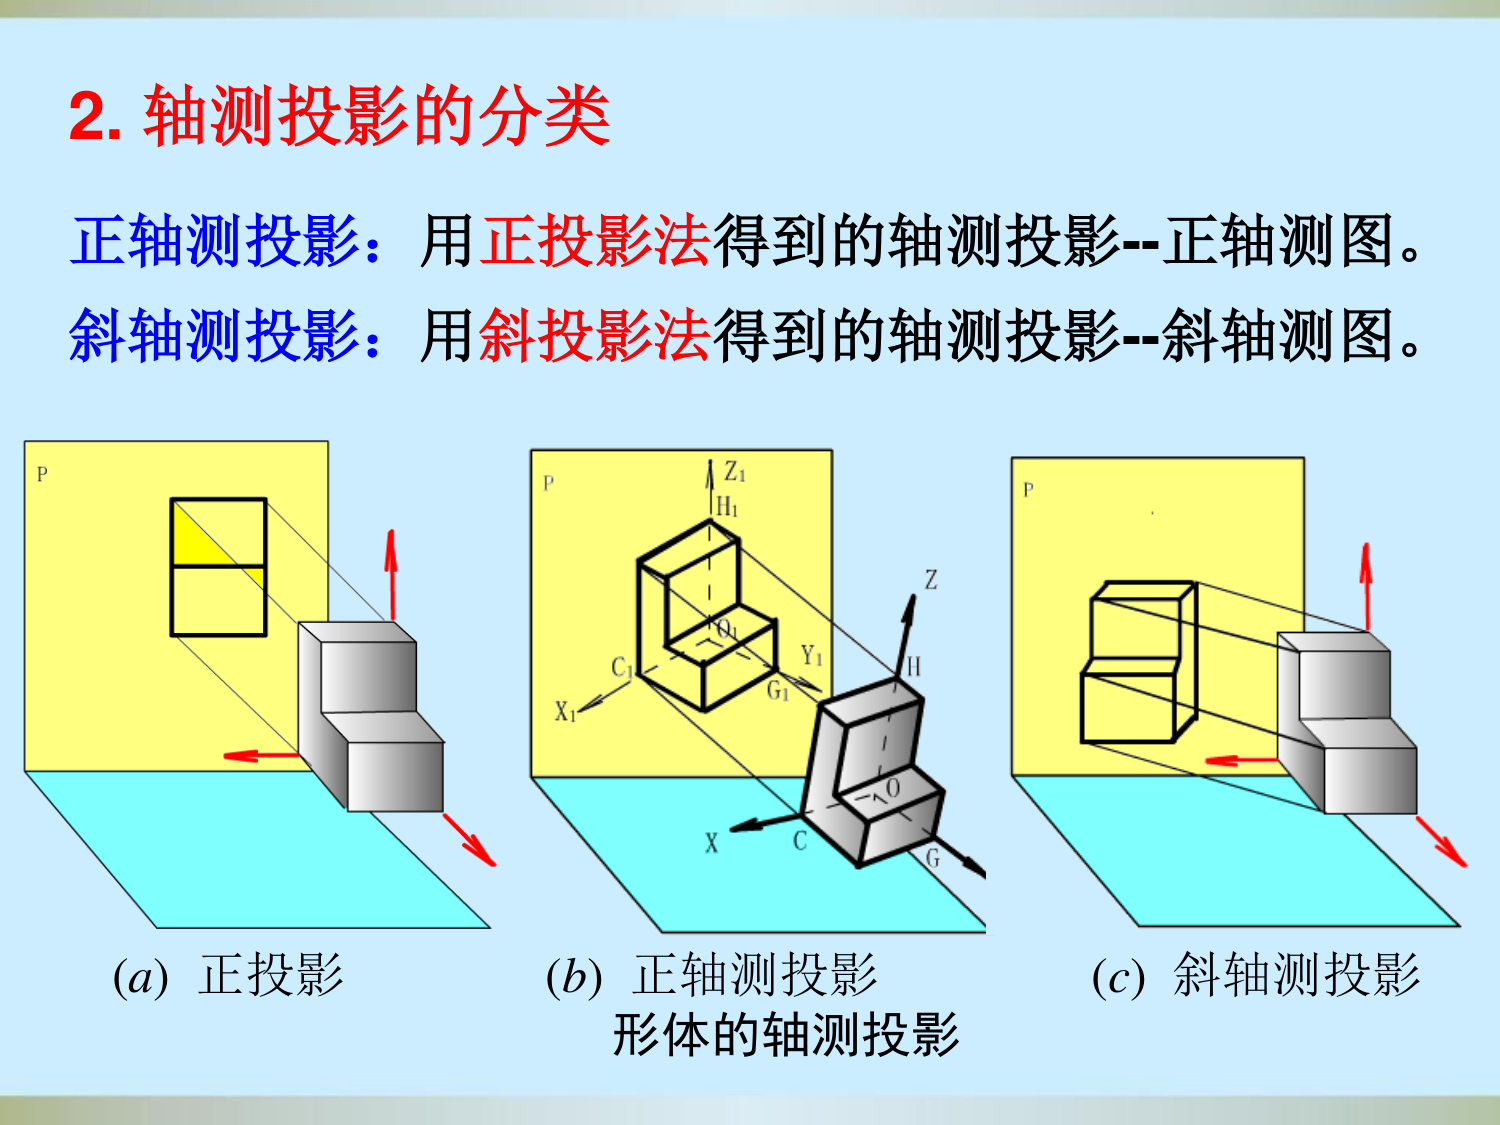 2. 轴测投影的分类
正轴测投影：用正投影法得到的轴测投影--正轴测图。
斜轴测投影：用斜投影法得到的轴测投影--斜轴测图。
P
P
Z1
H1
O1
C1
Y1
G1
X1
Z
H
O
X
C
G
P
(a) 正投影
(b) 正轴测投影
(c) 斜轴测投影
形体的轴测投影